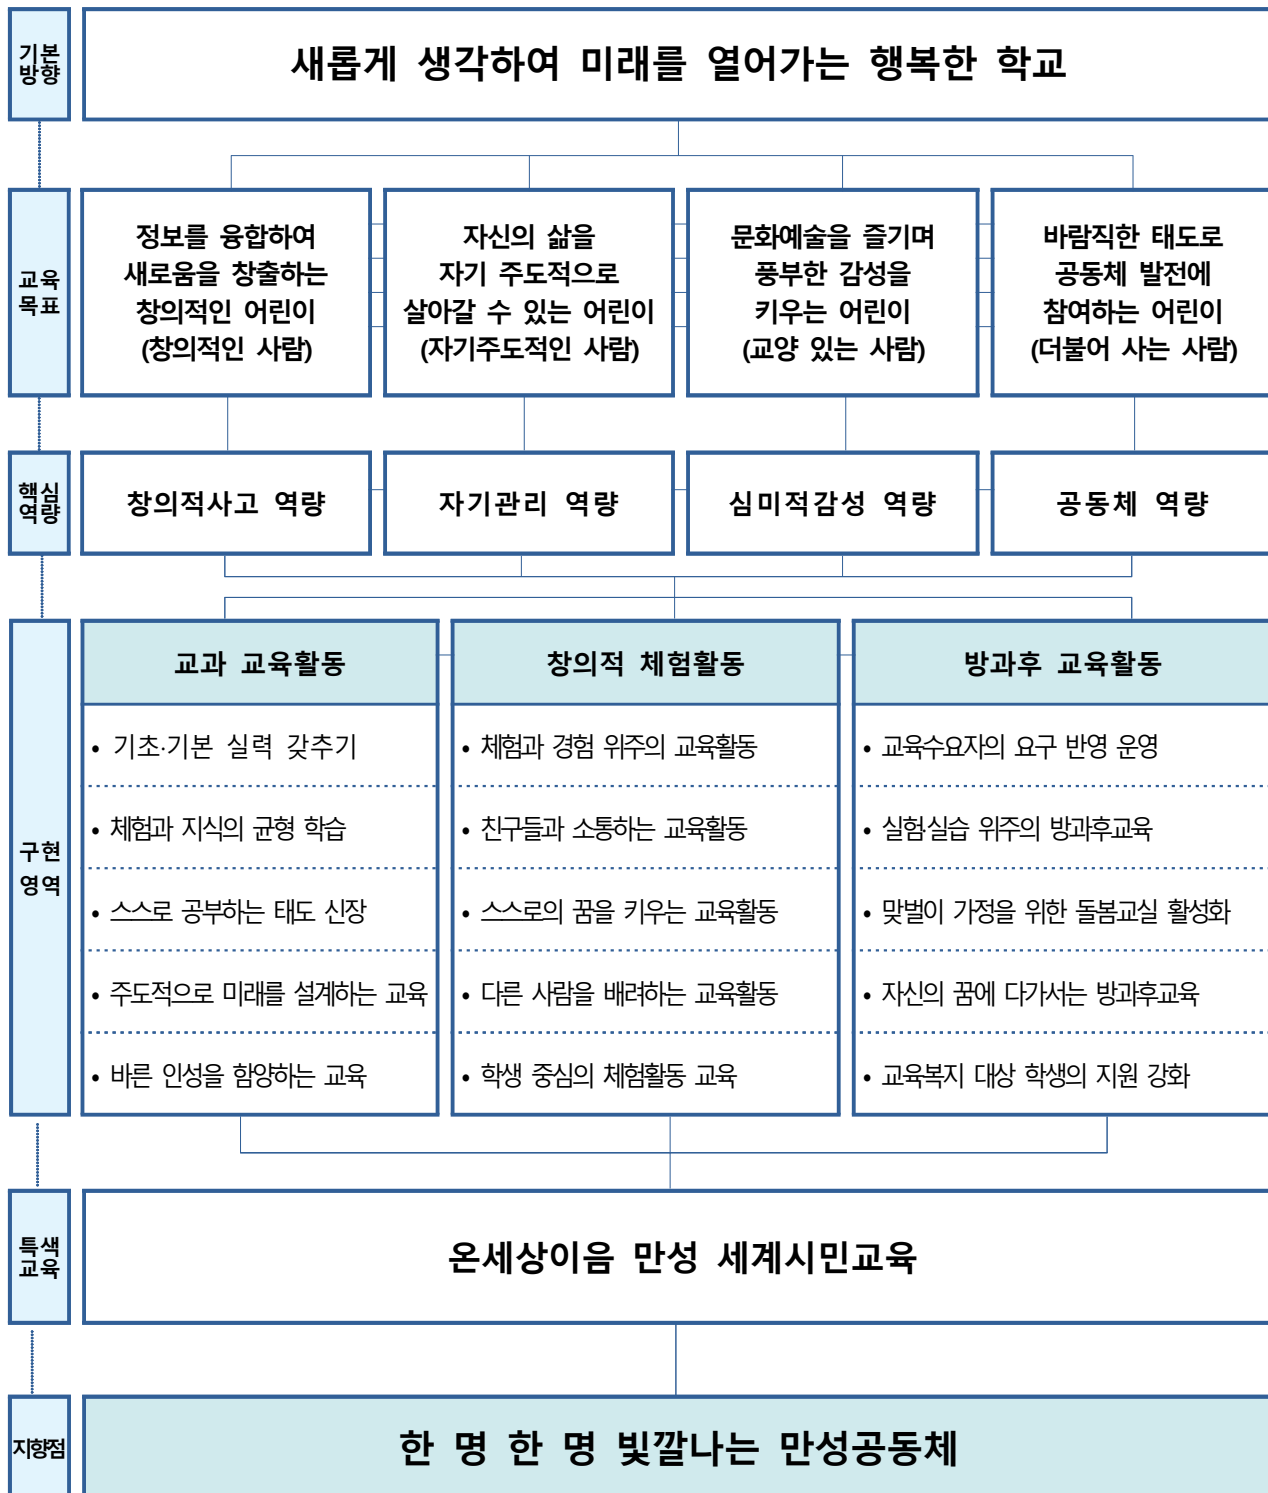 기본
방향
새롭게 생각하여 미래를 열어가는 행복한 학교
교육
목표
정보를 융합하여
새로움을 창출하는
창의적인 어린이
(창의적인 사람)
자신의 삶을
자기 주도적으로
살아갈 수 있는 어린이
(자기주도적인 사람)
문화예술을 즐기며
풍부한 감성을
키우는 어린이
(교양 있는 사람)
바람직한 태도로
공동체 발전에
참여하는 어린이
(더불어 사는 사람)
핵심
역량
창의적사고 역량
자기관리 역량
심미적감성 역량
공동체 역량
구현
영역
교과 교육활동
• 기초·기본 실력 갖추기
• 체험과 지식의 균형 학습
• 스스로 공부하는 태도 신장
• 주도적으로 미래를 설계하는 교육
• 바른 인성을 함양하는 교육
창의적 체험활동
• 체험과 경험 위주의 교육활동
• 친구들과 소통하는 교육활동
• 스스로의 꿈을 키우는 교육활동
• 다른 사람을 배려하는 교육활동
• 학생 중심의 체험활동 교육
방과후 교육활동
• 교육수요자의 요구 반영 운영
• 실험·실습 위주의 방과후교육
• 맞벌이 가정을 위한 돌봄교실 활성화
• 자신의 꿈에 다가서는 방과후교육
• 교육복지 대상 학생의 지원 강화
특색
교육
온세상이음 만성 세계시민교육
지향점
한 명 한 명 빛깔나는 만성공동체